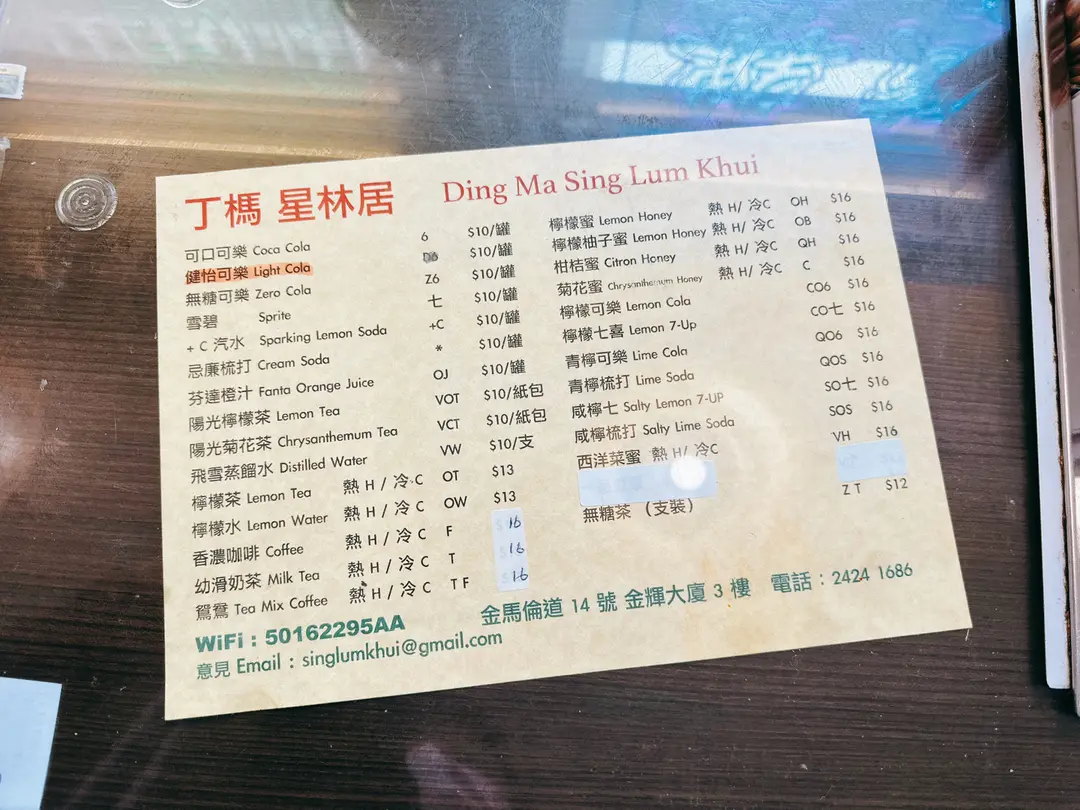 丁榪 星林居 Ding Ma Sing Lum Khui
可口可樂 Coca Cola 6 $10/罐
健怡可樂 Light Cola $10/罐
無糖可樂 Zero Cola Z6 $10/罐
雪碧 Sprite 七 $10/罐
+ C 汽水 Sparking Lemon Soda +C $10/罐
忌廉梳打 Cream Soda * $10/罐
芬達橙汁 Fanta Orange Juice OJ $10/罐
陽光檸檬茶 Lemon Tea VOT $10/紙包
陽光菊花茶 Chrysanthemum Tea VCT $10/紙包
飛雪蒸餾水 Distilled Water VW $10/支
檸檬茶 Lemon Tea 熱 H / 冷 C OT $13
檸檬水 Lemon Water 熱 H / 冷 C OW $13
香濃咖啡 Coffee 熱 H / 冷 C F $16
幼滑奶茶 Milk Tea 熱 H / 冷 C T $16
鴛鴦 Tea Mix Coffee 熱 H / 冷 C T F $16
檸檬蜜 Lemon Honey 熱 H/ 冷C OH $16
檸檬柚子蜜 Lemon Honey 熱 H/ 冷C OB $16
柑桔蜜 Citron Honey 熱 H/ 冷C QH $16
菊花蜜 Chrysanthemum Honey 熱 H/ 冷C C $16
檸檬可樂 Lemon Cola CO6 $16
檸檬七喜 Lemon 7-Up CO七 $16
青檸可樂 Lime Cola QO6 $16
青檸梳打 Lime Soda QOS $16
咸檸七 Salty Lemon 7-UP SO七 $16
咸檸梳打 Salty Lime Soda SOS $16
西洋菜蜜 熱 H/ 冷C VH $16
無糖茶 （支裝） Z T $12
WiFi : 50162295AA
意見 Email : singlumkhui@gmail.com
金馬倫道 14 號 金輝大廈 3 樓 電話 : 2424 1686